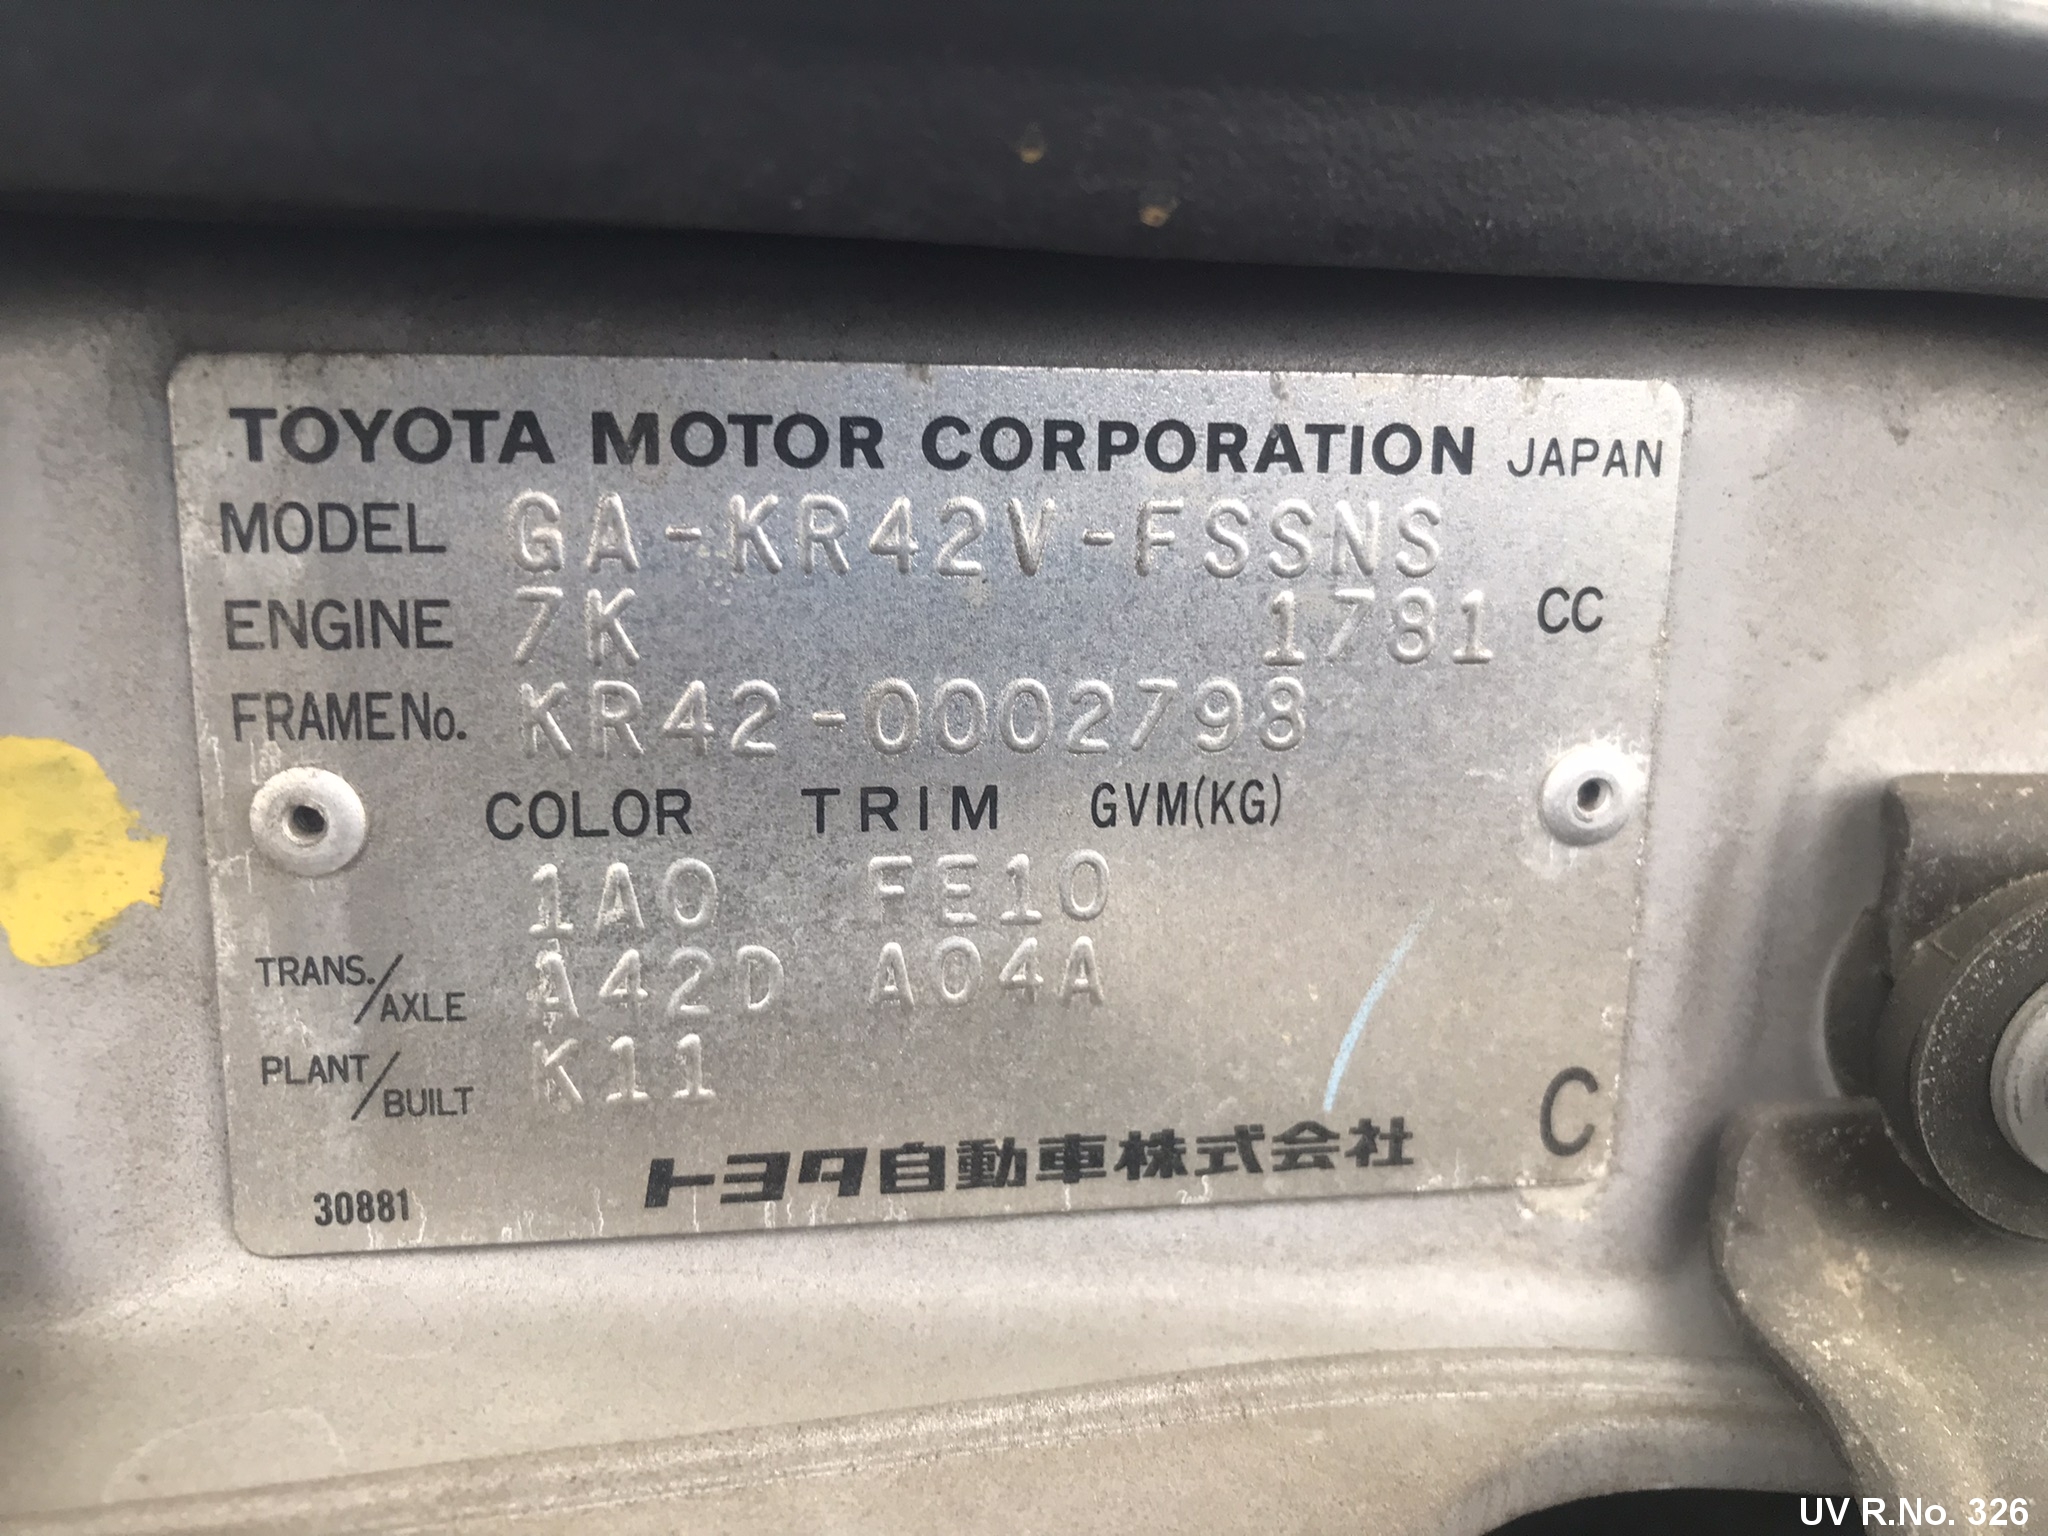 TOYOTA MOTOR CORPORATION JAPAN
MODEL GA-KR42V-FSSNS
ENGINE 7K 1781 CC
FRAME No. KR42-0002798
COLOR TRIM GVM(KG)
1A0 FE10
TRANS./AXLE A42D A04A
PLANT/BUILT K11
トヨタ自動車株式会社 C
30881
UV R.No. 326